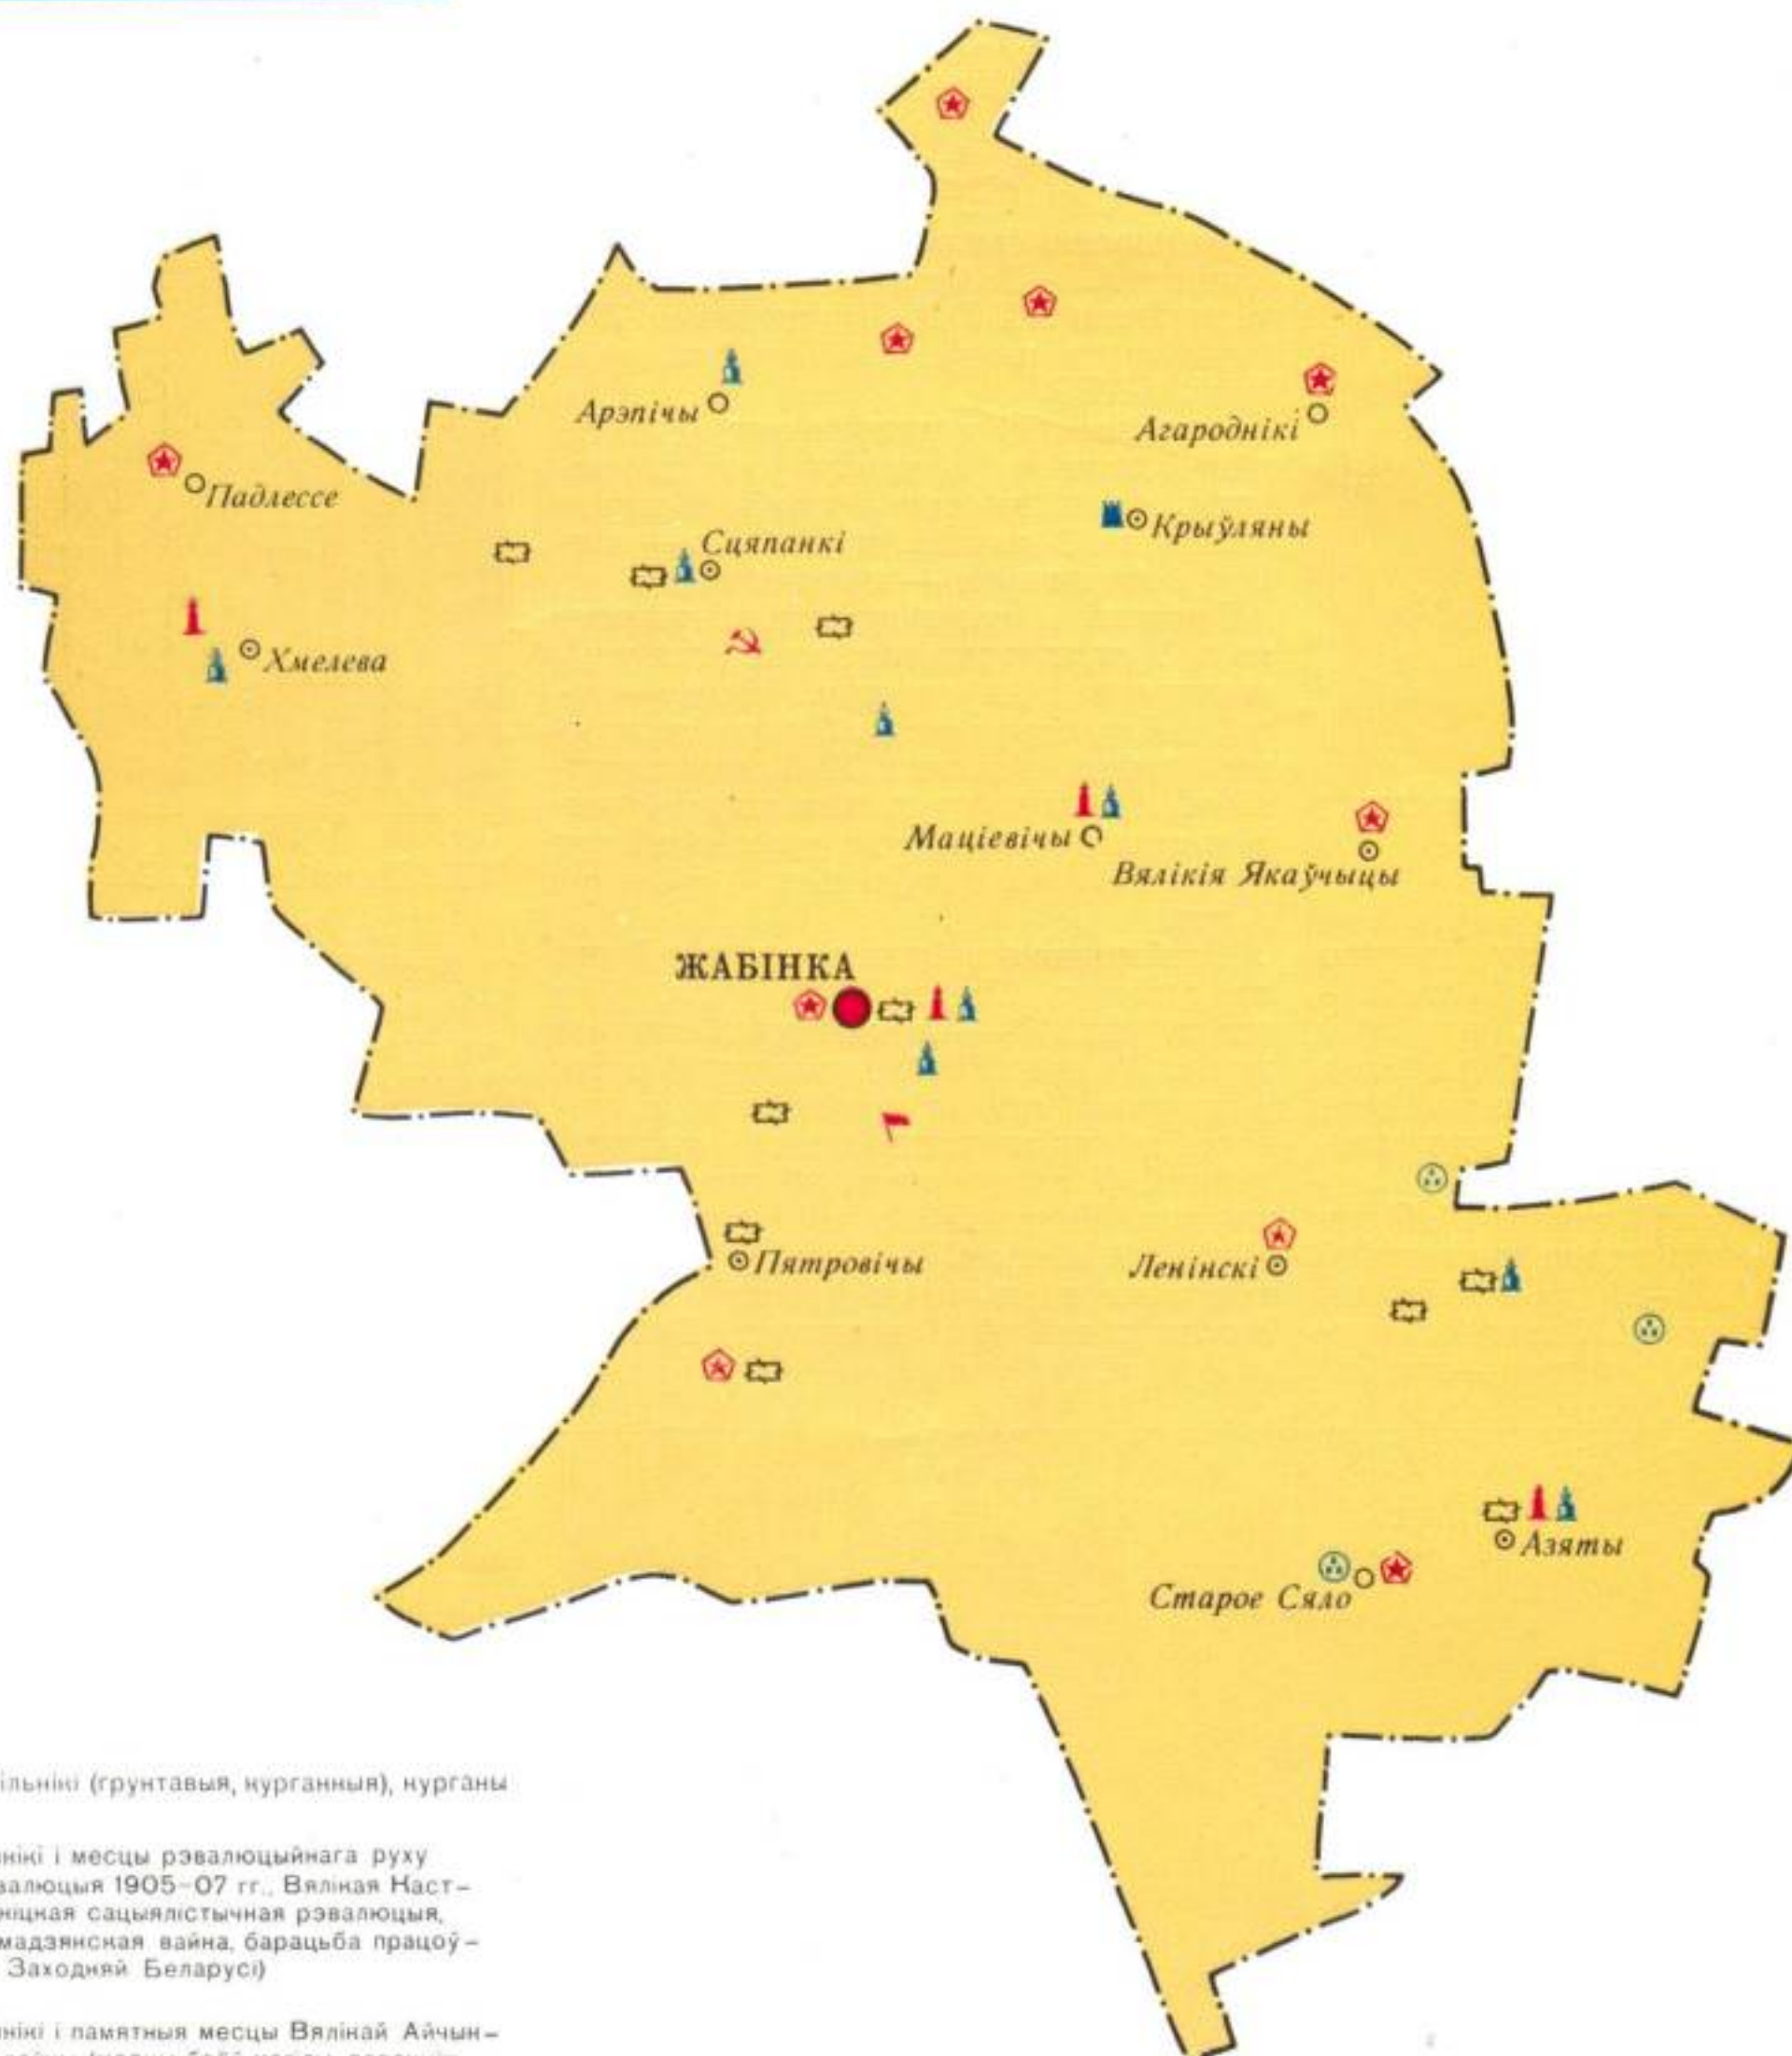 Арэпічы
Агароднікі
Падлессе
Крыўляны
Сцяпанкі
Хмелева
Маціевічы
Вялікія Якаўчыцы
ЖАБІНКА
Пятровічы
Ленінскі
Азяты
Старое Сяло
ільнікі (грунтавыя, курганныя), курганы
нікі і месцы рэвалюцыйнага руху
валюцыя 1905–07 гг., Вялікая Каст–
ніцкая сацыялістычная рэвалюцыя,
мадзянская вайна, барацьба працоў–
Заходняй Беларусі)
нікі і памятныя месцы Вялікай Айчын–